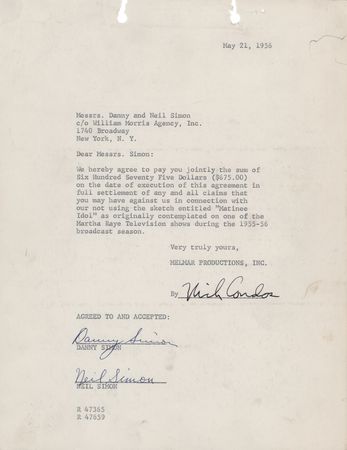 May 21, 1956
Messrs. Danny and Neil Simon
c/o William Morris Agency, Inc.
1740 Broadway
New York, N. Y.
Dear Messrs. Simon:
We hereby agree to pay you jointly the sum of
Six Hundred Seventy Five Dollars ($675.00)
on the date of execution of this agreement in
full settlement of any and all claims that
you may have against us in connection with
our not using the sketch entitled "Matinee
Idol" as originally contemplated on one of the
Martha Raye Television shows during the 1955-56
broadcast season.
Very truly yours,
MELMAR PRODUCTIONS, INC.
By Nick Condos
AGREED TO AND ACCEPTED:
Danny Simon
DANNY SIMON
Neil Simon
NEIL SIMON
R 47365
R 47659